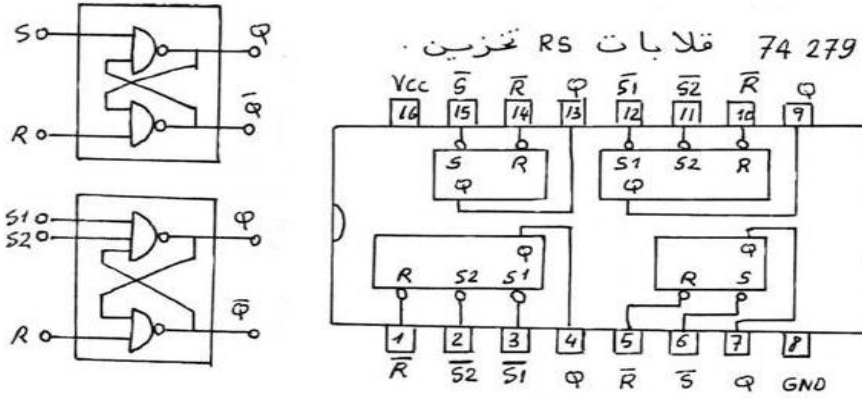 74 279 قلابات RS تخزين .
S Q
R Q̅
S1 Q
S2
R Q̅
Vcc S̅ R̅ Q S̅1̅ S̅2̅ R̅ Q
16 15 14 13 12 11 10 9
S R S1 S2 R
Q Q
Q Q
R S2 S1 R S
1 2 3 4 5 6 7 8
R̅ S̅2̅ S̅1̅ Q R̅ S̅ Q GND